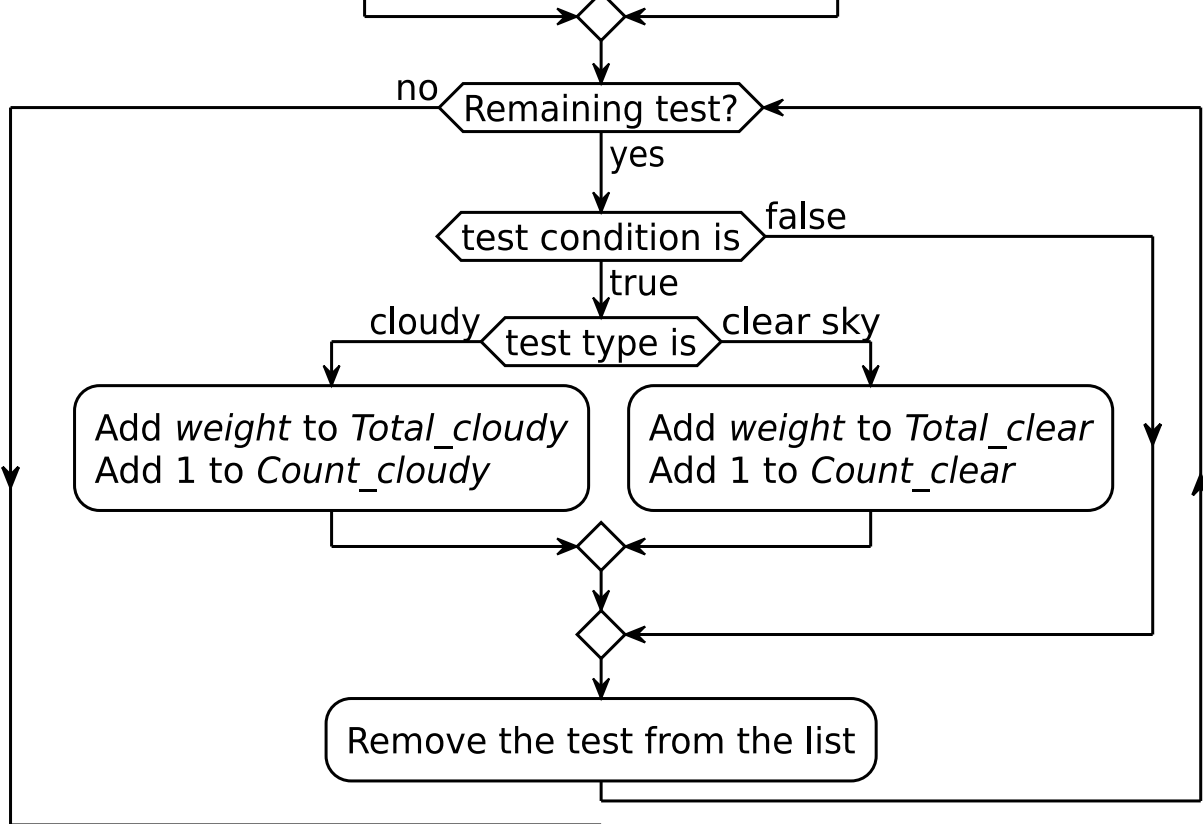 no
Remaining test?
yes
test condition is
false
true
cloudy
test type is
clear sky
Add weight to Total_cloudy
Add 1 to Count_cloudy
Add weight to Total_clear
Add 1 to Count_clear
Remove the test from the list